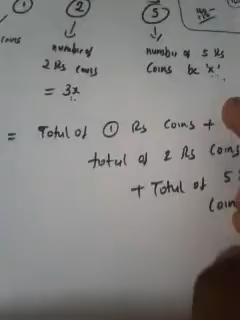 ① ② ⑤
coins number of number of 5 Rs
2 Rs coins coins be 'x'
= 3x
= Total of ① Rs coins +
total of 2 Rs coins
+ Total of 5
coin